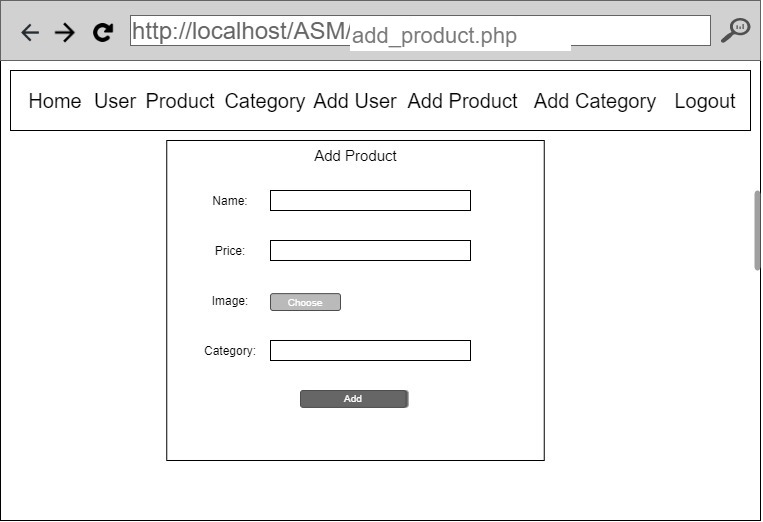 http://localhost/ASM/add_product.php
Home User Product Category Add User Add Product Add Category Logout
Add Product
Name:
Price:
Image: Choose
Category:
Add